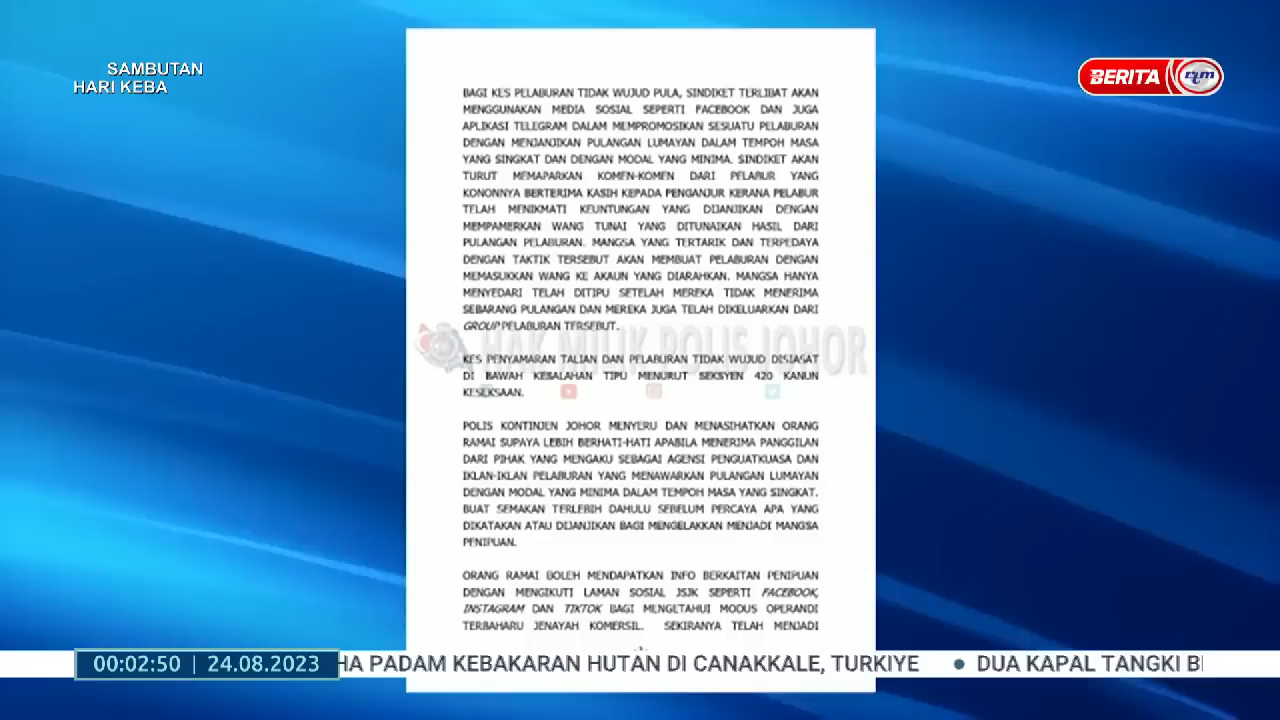 SAMBUTAN
HARI KEBA
BERITA rtm
BAGI KES PELABURAN TIDAK WUJUD PULA, SINDIKET TERLIBAT AKAN
MENGGUNAKAN MEDIA SOSIAL SEPERTI FACEBOOK DAN JUGA
APLIKASI TELEGRAM DALAM MEMPROMOSIKAN SESUATU PELABURAN
DENGAN MENJANJIKAN PULANGAN LUMAYAN DALAM TEMPOH MASA
YANG SINGKAT DAN DENGAN MODAL YANG MINIMA. SINDIKET AKAN
TURUT MEMAPARKAN KOMEN-KOMEN DARI PELABUR YANG
KONONNYA BERTERIMA KASIH KEPADA PENGANJUR KERANA PELABUR
TELAH MENIKMATI KEUNTUNGAN YANG DIJANJIKAN DENGAN
MEMPAMERKAN WANG TUNAI YANG DITUNAIKAN HASIL DARI
PULANGAN PELABURAN. MANGSA YANG TERTARIK DAN TERPEDAYA
DENGAN TAKTIK TERSEBUT AKAN MEMBUAT PELABURAN DENGAN
MEMASUKKAN WANG KE AKAUN YANG DIARAHKAN. MANGSA HANYA
MENYEDARI TELAH DITIPU SETELAH MEREKA TIDAK MENERIMA
SEBARANG PULANGAN DAN MEREKA JUGA TELAH DIKELUARKAN DARI
GROUP PELABURAN TERSEBUT.
HAK MILIK POLIS JOHOR
KES PENYAMARAN TALIAN DAN PELABURAN TIDAK WUJUD DISIASAT
DI BAWAH KESALAHAN TIPU MENURUT SEKSYEN 420 KANUN
KESEKSAAN.
POLIS KONTINJEN JOHOR MENYERU DAN MENASIHATKAN ORANG
RAMAI SUPAYA LEBIH BERHATI-HATI APABILA MENERIMA PANGGILAN
DARI PIHAK YANG MENGAKU SEBAGAI AGENSI PENGUATKUASA DAN
IKLAN-IKLAN PELABURAN YANG MENAWARKAN PULANGAN LUMAYAN
DENGAN MODAL YANG MINIMA DALAM TEMPOH MASA YANG SINGKAT.
BUAT SEMAKAN TERLEBIH DAHULU SEBELUM PERCAYA APA YANG
DIKATAKAN ATAU DIJANJIKAN BAGI MENGELAKKAN MENJADI MANGSA
PENIPUAN.
ORANG RAMAI BOLEH MENDAPATKAN INFO BERKAITAN PENIPUAN
DENGAN MENGIKUTI LAMAN SOSIAL JSJK SEPERTI FACEBOOK,
INSTAGRAM DAN TIKTOK BAGI MENGETAHUI MODUS OPERANDI
TERBAHARU JENAYAH KOMERSIL. SEKIRANYA TELAH MENJADI
00:02:50 | 24.08.2023 HA PADAM KEBAKARAN HUTAN DI CANAKKALE, TURKIYE • DUA KAPAL TANGKI